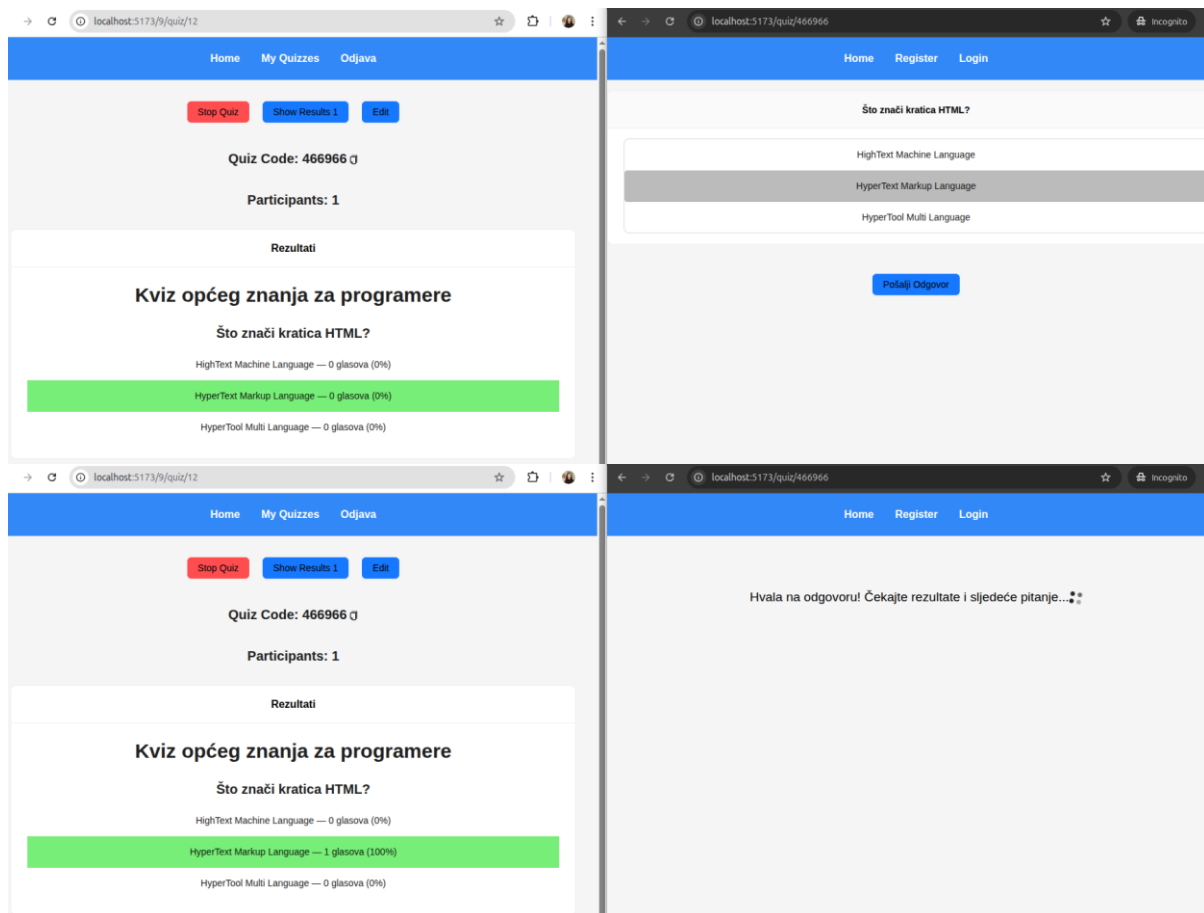 localhost:5173/9/quiz/12
Home My Quizzes Odjava
Stop Quiz Show Results 1 Edit
Quiz Code: 466966
Participants: 1
Rezultati
Kviz općeg znanja za programere
Što znači kratica HTML?
HighText Machine Language — 0 glasova (0%)
HyperText Markup Language — 0 glasova (0%)
HyperTool Multi Language — 0 glasova (0%)
localhost:5173/quiz/466966
Incognito
Home Register Login
Što znači kratica HTML?
HighText Machine Language
HyperText Markup Language
HyperTool Multi Language
Pošalji Odgovor
localhost:5173/9/quiz/12
Home My Quizzes Odjava
Stop Quiz Show Results 1 Edit
Quiz Code: 466966
Participants: 1
Rezultati
Kviz općeg znanja za programere
Što znači kratica HTML?
HighText Machine Language — 0 glasova (0%)
HyperText Markup Language — 1 glasova (100%)
HyperTool Multi Language — 0 glasova (0%)
localhost:5173/quiz/466966
Incognito
Home Register Login
Hvala na odgovoru! Čekajte rezultate i sljedeće pitanje...